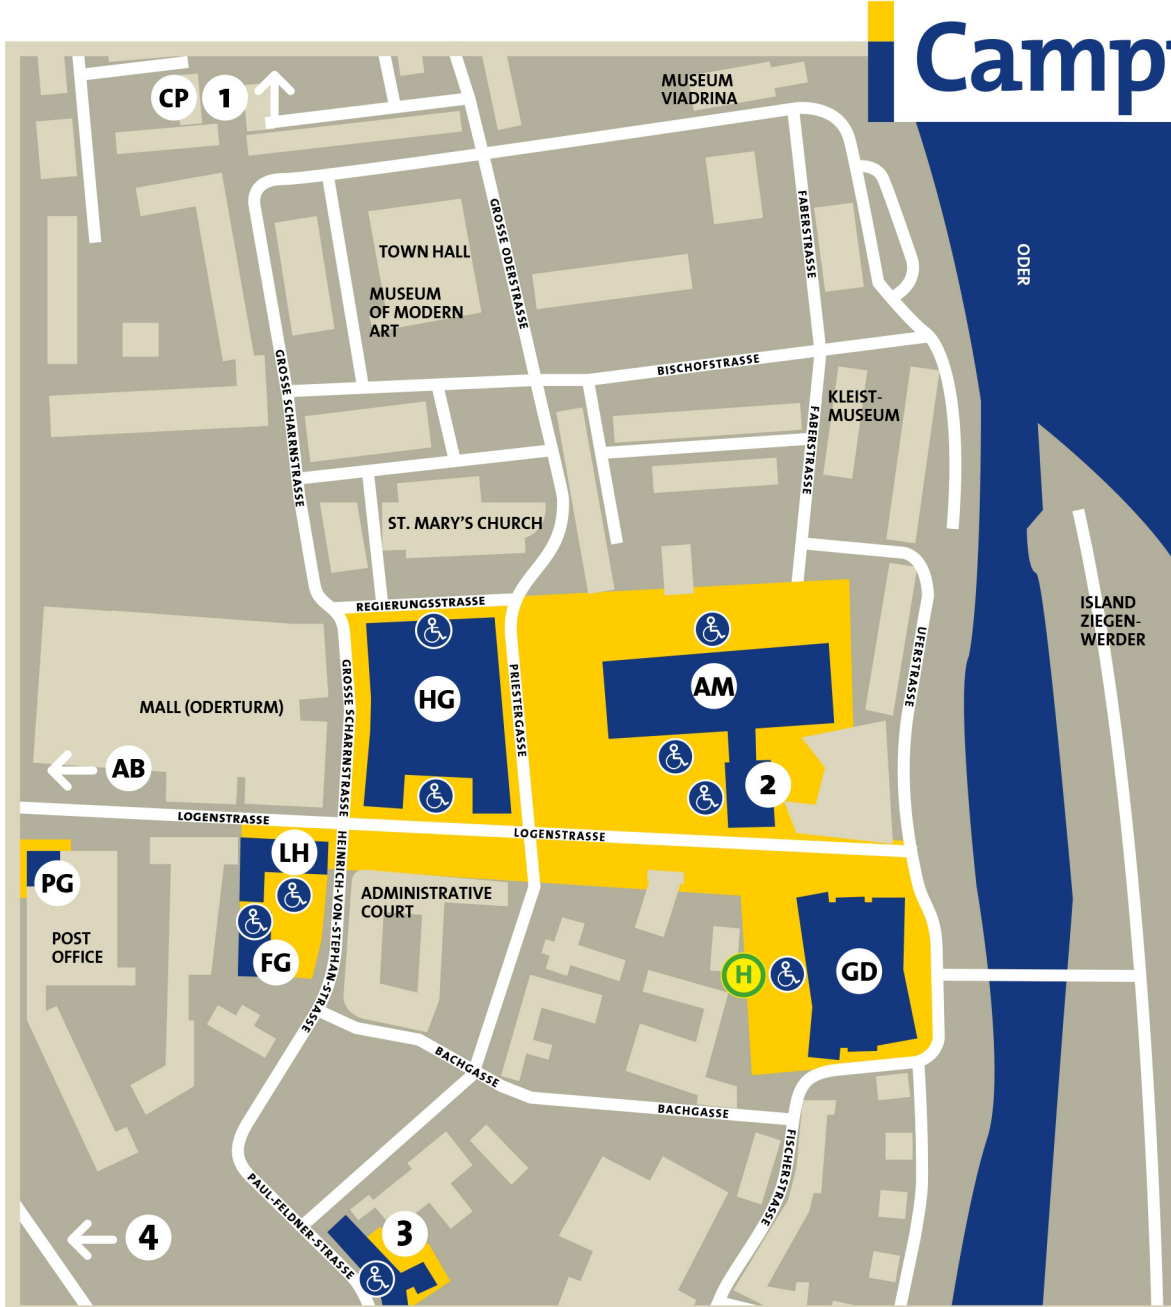 Camp
MUSEUM
VIADRINA
CP 1
GROSSE ODERSTRASSE
FABERSTRASSE
ODER
TOWN HALL
MUSEUM
OF MODERN
ART
GROSSE SCHARRNSTRASSE
BISCHOFSTRASSE
KLEIST-
MUSEUM
FABERSTRASSE
ST. MARY'S CHURCH
REGIERUNGSSTRASSE
ISLAND
ZIEGEN-
WERDER
UFERSTRASSE
GROSSE SCHARRNSTRASSE
HG
PRIESTERGASSE
AM
MALL (ODERTURM)
AB
2
LOGENSTRASSE
LOGENSTRASSE
LH
HEINRICH-VON-STEPHAN-STRASSE
PG
ADMINISTRATIVE
COURT
POST
OFFICE
FG
H
GD
BACHGASSE
BACHGASSE
FISCHERSTRASSE
PAUL-FELDNER-STRASSE
3
4